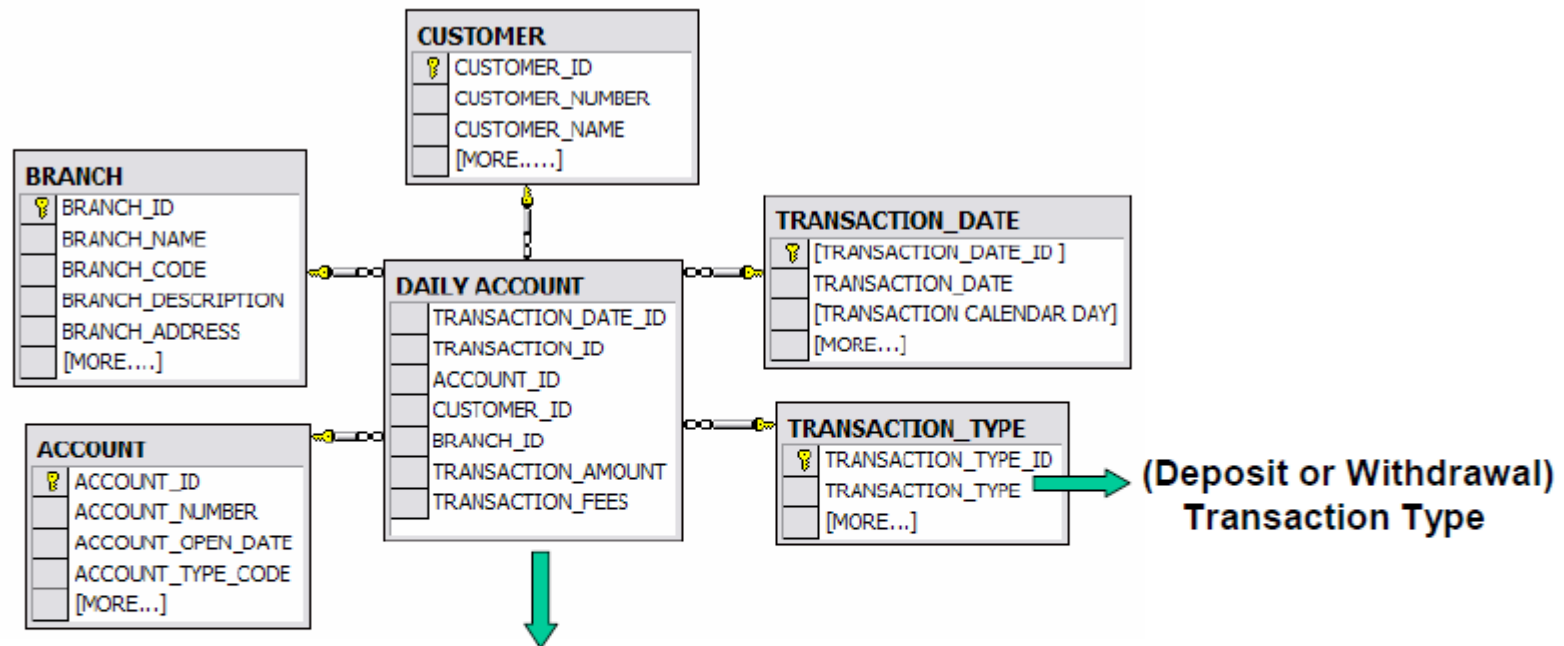 CUSTOMER
CUSTOMER_ID
CUSTOMER_NUMBER
CUSTOMER_NAME
[MORE.....]
BRANCH
BRANCH_ID
BRANCH_NAME
BRANCH_CODE
BRANCH_DESCRIPTION
BRANCH_ADDRESS
[MORE....]
DAILY ACCOUNT
TRANSACTION_DATE_ID
TRANSACTION_ID
ACCOUNT_ID
CUSTOMER_ID
BRANCH_ID
TRANSACTION_AMOUNT
TRANSACTION_FEES
TRANSACTION_DATE
[TRANSACTION_DATE_ID ]
TRANSACTION_DATE
[TRANSACTION CALENDAR DAY]
[MORE...]
ACCOUNT
ACCOUNT_ID
ACCOUNT_NUMBER
ACCOUNT_OPEN_DATE
ACCOUNT_TYPE_CODE
[MORE...]
TRANSACTION_TYPE
TRANSACTION_TYPE_ID
TRANSACTION_TYPE
[MORE...]
(Deposit or Withdrawal)
Transaction Type